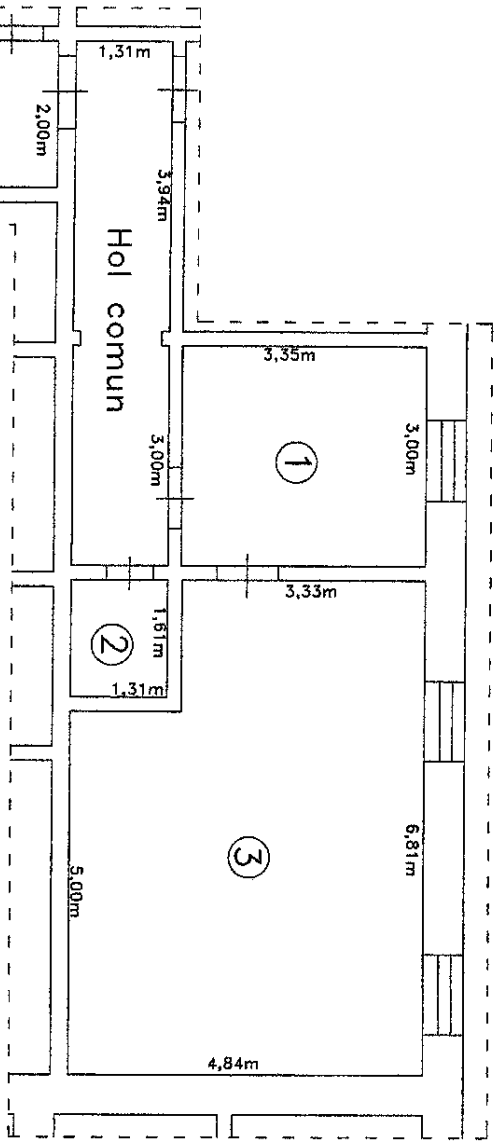 1,31m
2,00m
3,94m
Hol comun
3,35m
3,00m
1
3,00m
3,33m
1,61m
2
1,31m
6,81m
3
5,00m
4,84m